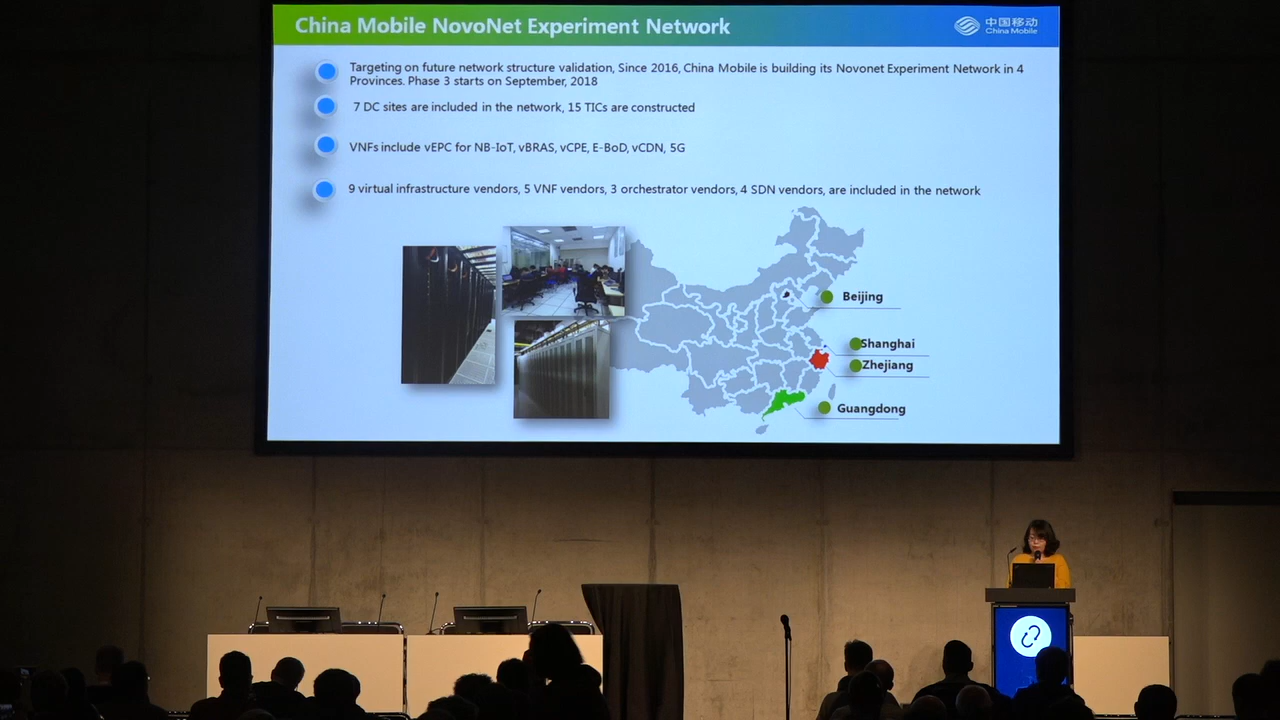 China Mobile NovoNet Experiment Network
中国移动
China Mobile
Targeting on future network structure validation, Since 2016, China Mobile is building its Novonet Experiment Network in 4
Provinces. Phase 3 starts on September, 2018
7 DC sites are included in the network, 15 TICs are constructed
VNFs include vEPC for NB-IoT, vBRAS, vCPE, E-BoD, vCDN, 5G
9 virtual infrastructure vendors, 5 VNF vendors, 3 orchestrator vendors, 4 SDN vendors, are included in the network
Beijing
Shanghai
Zhejiang
Guangdong